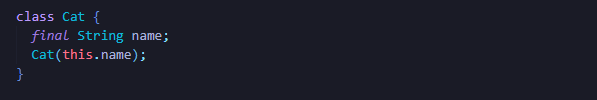 class Cat {
  final String name;
  Cat(this.name);
}